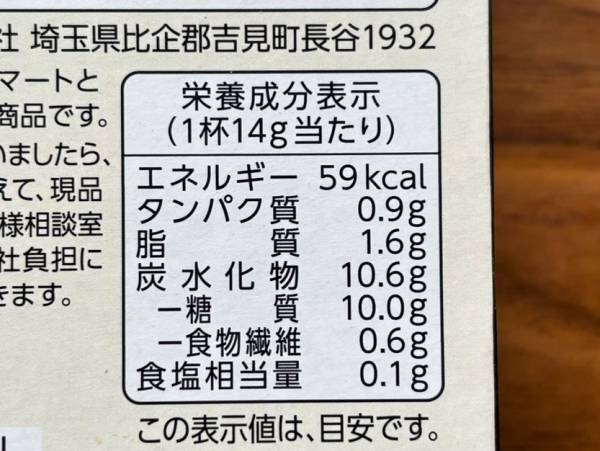 社 埼玉県比企郡吉見町長谷1932
マートと
商品です。
いましたら、
えて、現品
様相談室
社負担に
きます。
栄養成分表示
(1杯14g当たり)
エネルギー 59kcal
タンパク質 0.9g
脂質 1.6g
炭水化物 10.6g
ー糖質 10.0g
ー食物繊維 0.6g
食塩相当量 0.1g
この表示値は、目安です。